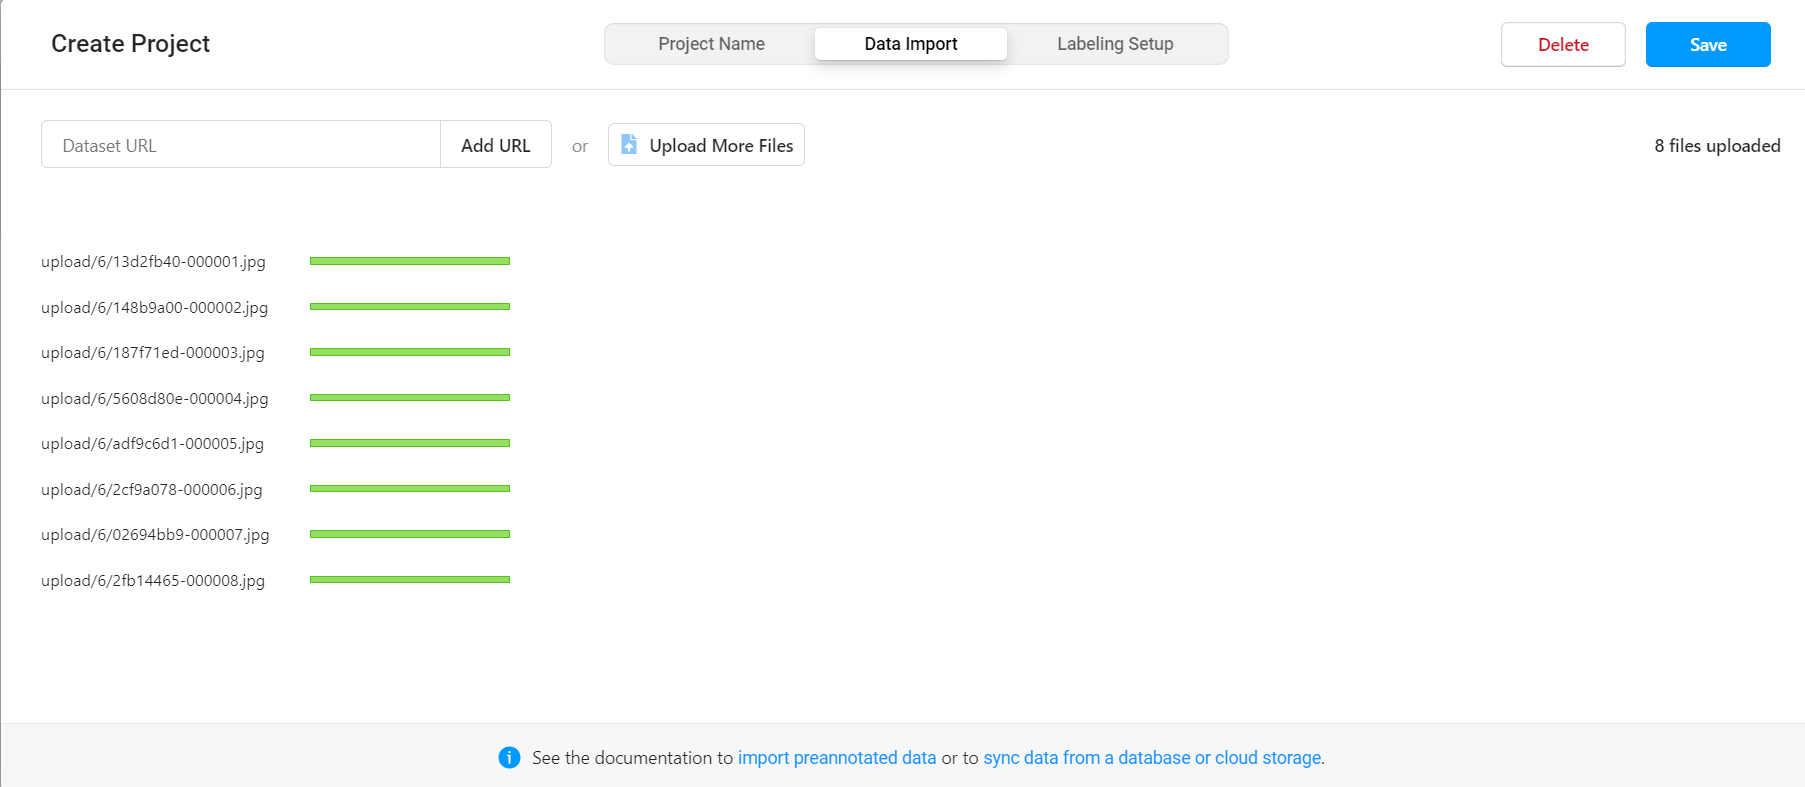 Create Project
Project Name
Data Import
Labeling Setup
Delete
Save
Dataset URL
Add URL
or
Upload More Files
8 files uploaded
upload/6/13d2fb40-000001.jpg
upload/6/148b9a00-000002.jpg
upload/6/187f71ed-000003.jpg
upload/6/5608d80e-000004.jpg
upload/6/adf9c6d1-000005.jpg
upload/6/2cf9a078-000006.jpg
upload/6/02694bb9-000007.jpg
upload/6/2fb14465-000008.jpg
See the documentation to import preannotated data or to sync data from a database or cloud storage.